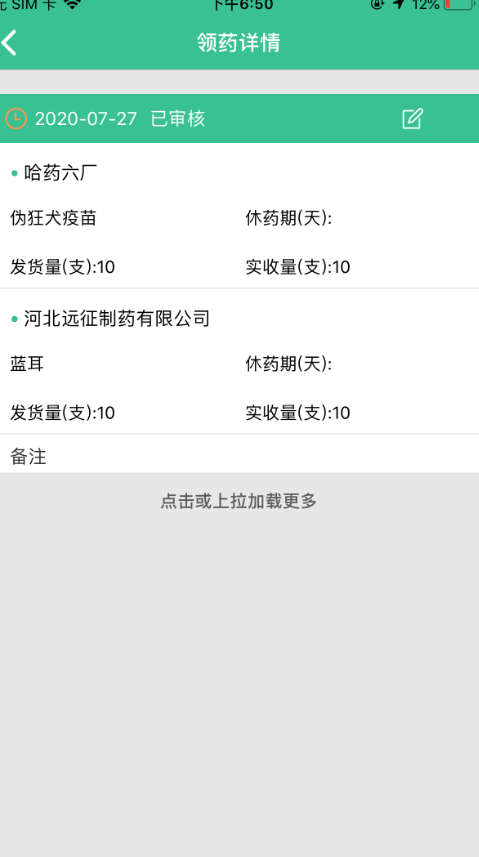 SIM 卡
下午6:50
12%
领药详情
2020-07-27 已审核
哈药六厂
伪狂犬疫苗 休药期(天):
发货量(支):10 实收量(支):10
河北远征制药有限公司
蓝耳 休药期(天):
发货量(支):10 实收量(支):10
备注
点击或上拉加载更多